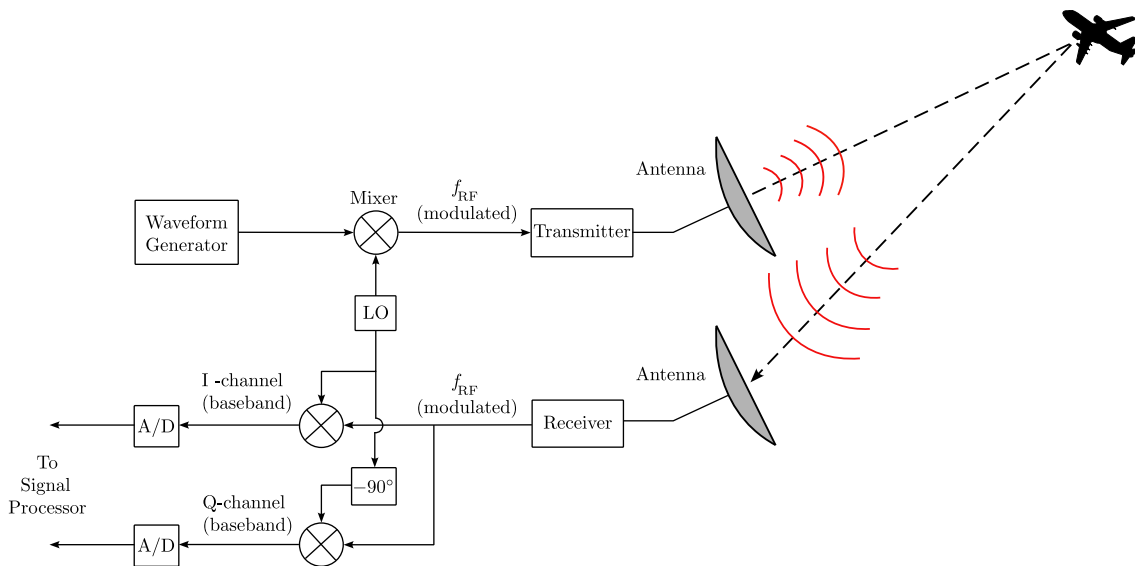 Antenna
Mixer
f_RF
(modulated)
Waveform
Generator
Transmitter
LO
Antenna
I -channel
(baseband)
f_RF
(modulated)
A/D
Receiver
To
Signal
Processor
−90°
Q-channel
(baseband)
A/D